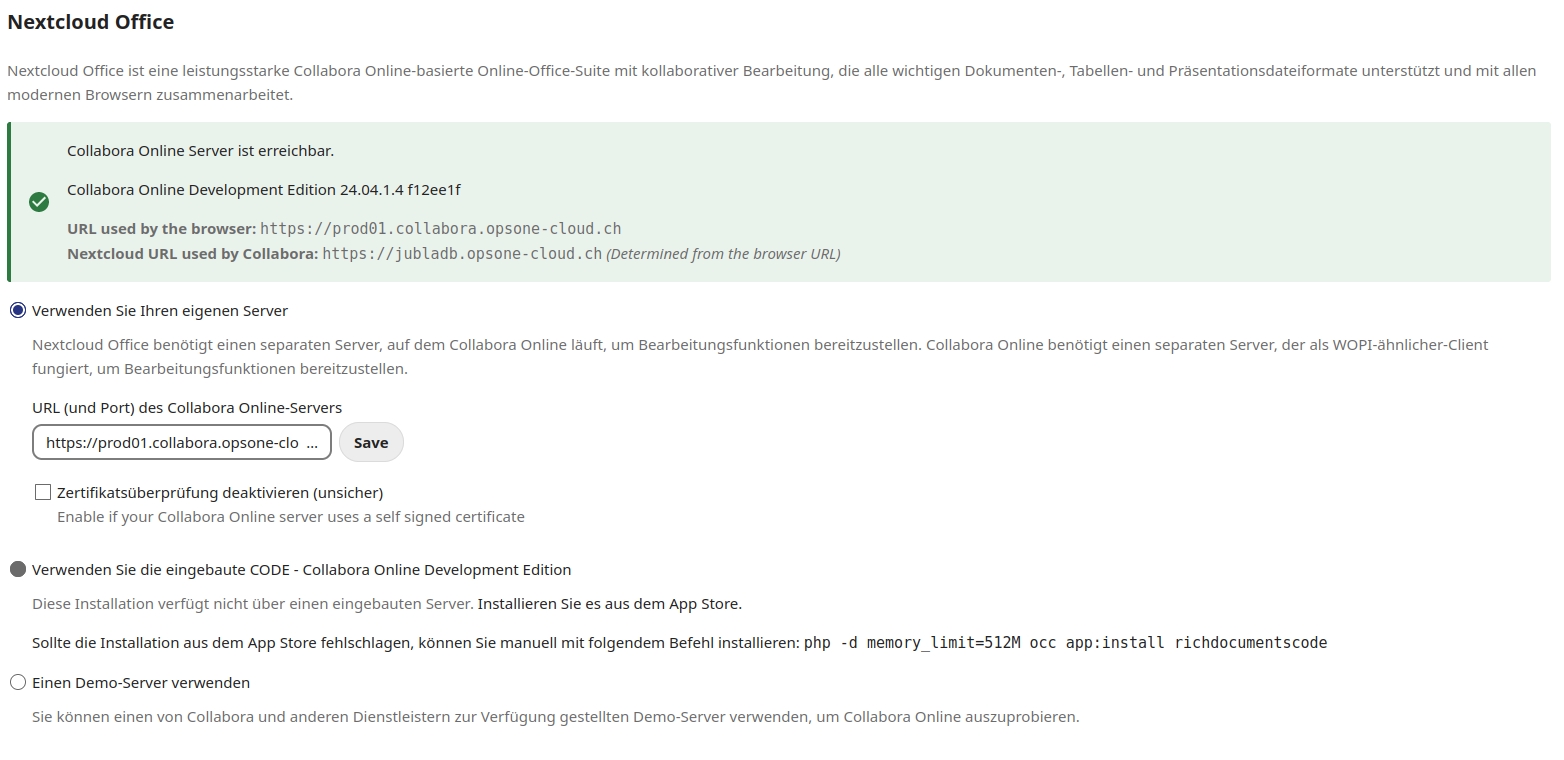 Nextcloud Office
Nextcloud Office ist eine leistungsstarke Collabora Online-basierte Online-Office-Suite mit kollaborativer Bearbeitung, die alle wichtigen Dokumenten-, Tabellen- und Präsentationsdateiformate unterstützt und mit allen
modernen Browsern zusammenarbeitet.
Collabora Online Server ist erreichbar.
Collabora Online Development Edition 24.04.1.4 f12ee1f
URL used by the browser: https://prod01.collabora.opsone-cloud.ch
Nextcloud URL used by Collabora: https://jubladb.opsone-cloud.ch (Determined from the browser URL)
Verwenden Sie Ihren eigenen Server
Nextcloud Office benötigt einen separaten Server, auf dem Collabora Online läuft, um Bearbeitungsfunktionen bereitzustellen. Collabora Online benötigt einen separaten Server, der als WOPI-ähnlicher-Client
fungiert, um Bearbeitungsfunktionen bereitzustellen.
URL (und Port) des Collabora Online-Servers
https://prod01.collabora.opsone-clo ... Save
Zertifikatsüberprüfung deaktivieren (unsicher)
Enable if your Collabora Online server uses a self signed certificate
Verwenden Sie die eingebaute CODE - Collabora Online Development Edition
Diese Installation verfügt nicht über einen eingebauten Server. Installieren Sie es aus dem App Store.
Sollte die Installation aus dem App Store fehlschlagen, können Sie manuell mit folgendem Befehl installieren: php -d memory_limit=512M occ app:install richdocumentscode
Einen Demo-Server verwenden
Sie können einen von Collabora und anderen Dienstleistern zur Verfügung gestellten Demo-Server verwenden, um Collabora Online auszuprobieren.